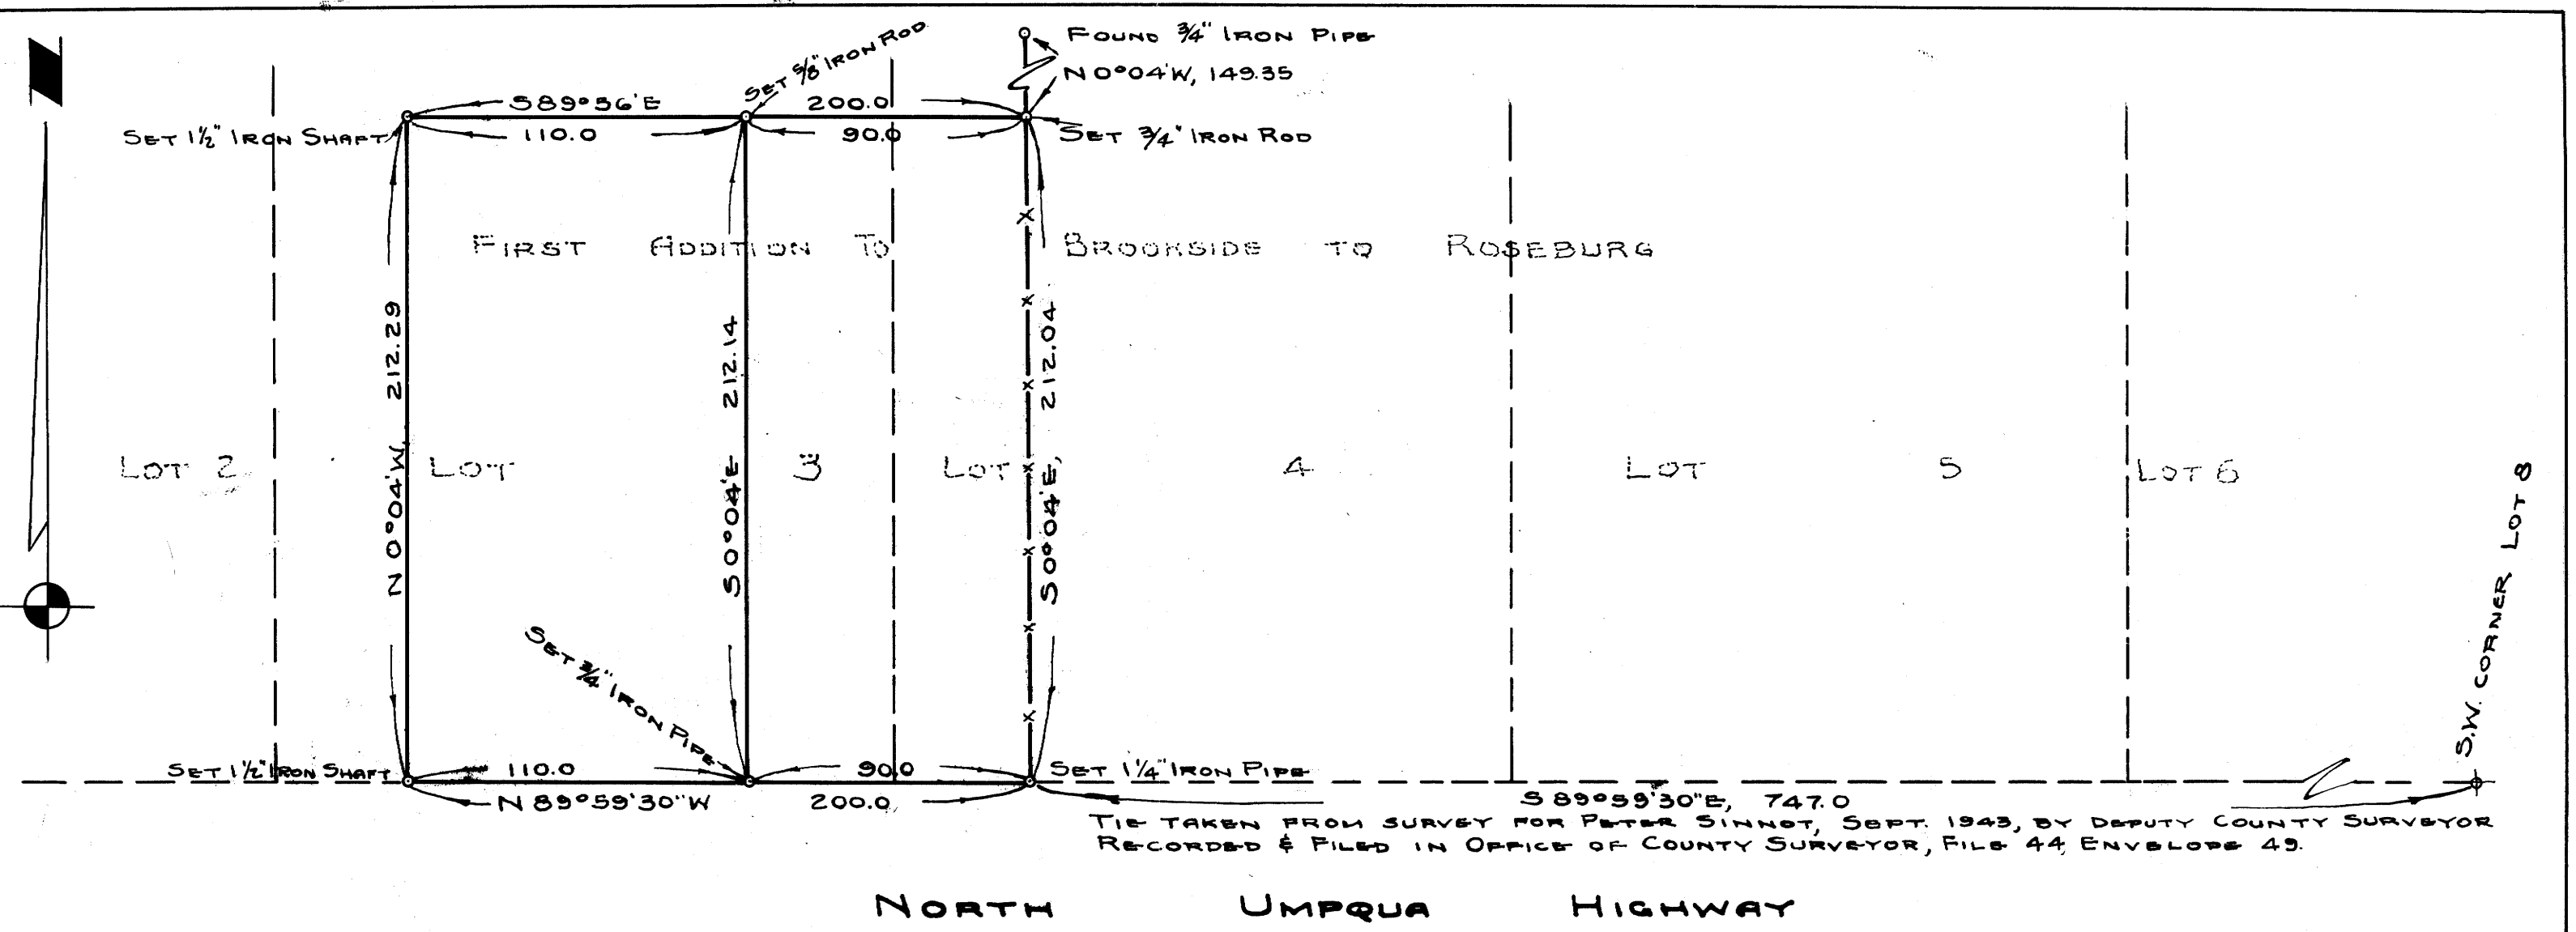 FOUND 3/4" IRON PIPE
N 0°04'W, 149.35
SET 5/8" IRON ROD
S 89°56'E
200.0
SET 1½" IRON SHAFT
110.0
90.0
SET 3/4" IRON ROD
FIRST ADDITION TO BROOKSIDE TO ROSEBURG
N 0°04'W, 212.29
S 0°04'E 212.14
S 0°04'E, 212.04
LOT 2
LOT 3
LOT 4
LOT 5
LOT 6
S.W. CORNER LOT 8
SET 3/4" IRON PIPE
SET 1½" IRON SHAFT
110.0
90.0
SET 1¼" IRON PIPE
N 89°59'30"W
200.0
S 89°59'30"E, 747.0
TIE TAKEN FROM SURVEY FOR PETER SINNOT, SEPT. 1943, BY DEPUTY COUNTY SURVEYOR
RECORDED & FILED IN OFFICE OF COUNTY SURVEYOR, FILE 44, ENVELOPE 49.
NORTH UMPQUA HIGHWAY